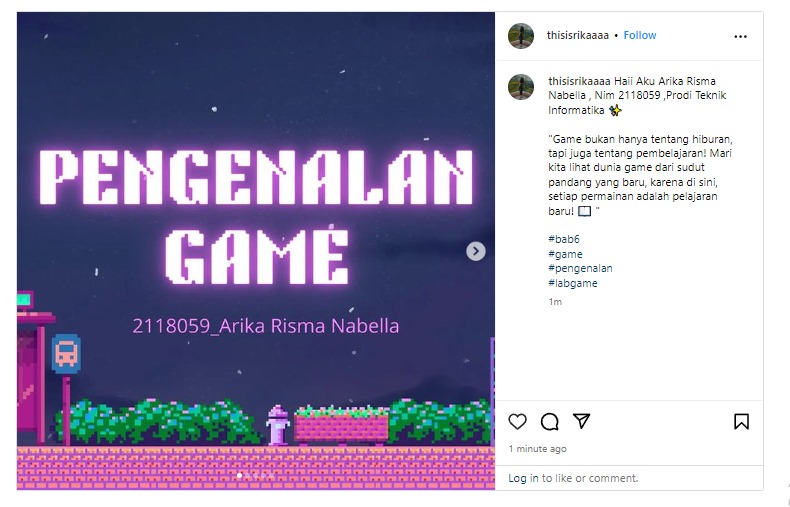 PENGENALAN
GAME
2118059_Arika Risma Nabella
thisisrikaaaa • Follow
thisisrikaaaa Haii Aku Arika Risma
Nabella , Nim 2118059 ,Prodi Teknik
Informatika ✨
"Game bukan hanya tentang hiburan,
tapi juga tentang pembelajaran! Mari
kita lihat dunia game dari sudut
pandang yang baru, karena di sini,
setiap permainan adalah pelajaran
baru! 📖 "
#bab6
#game
#pengenalan
#labgame
1m
1 minute ago
Log in to like or comment.